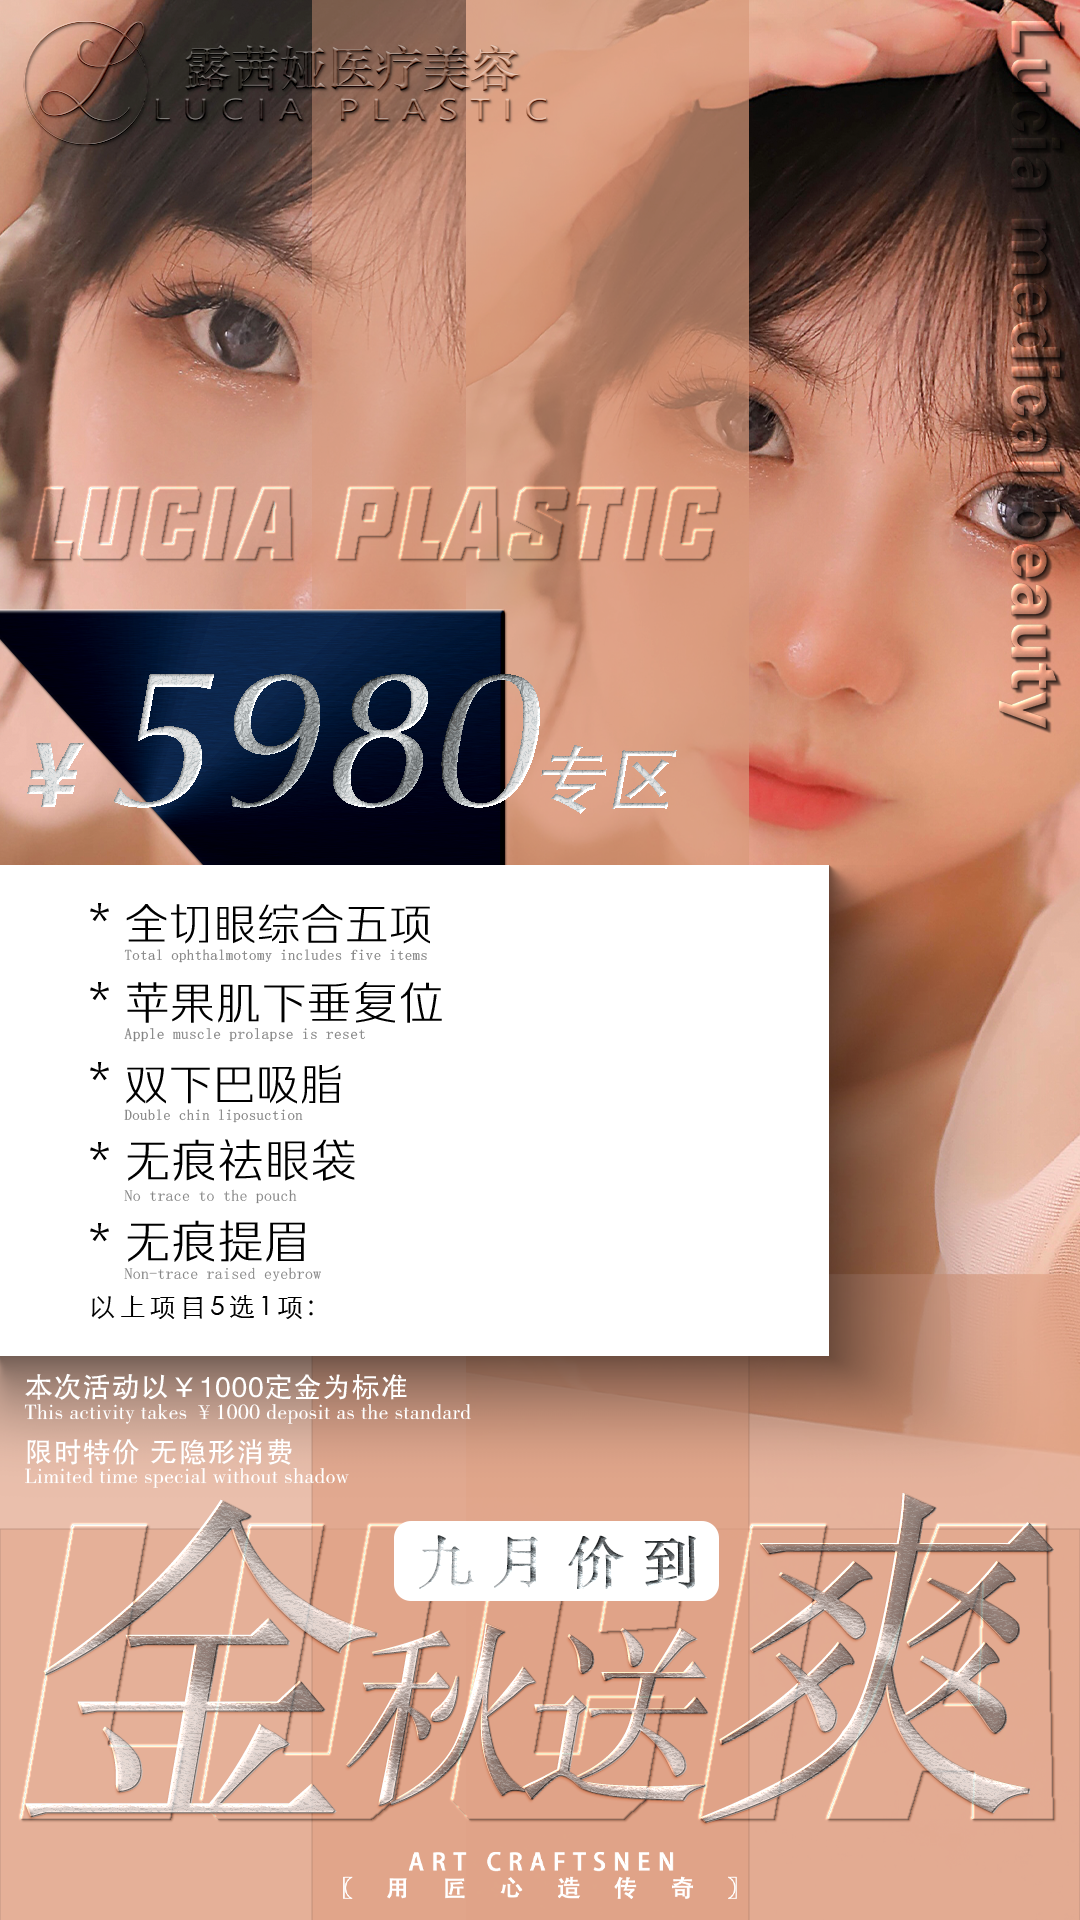 露茜娅医疗美容
LUCIA PLASTIC
Lucia medical beauty
LUCIA PLASTIC
¥5980专区
* 全切眼综合五项
Total ophthalmotomy includes five items
* 苹果肌下垂复位
Apple muscle prolapse is reset
* 双下巴吸脂
Double chin liposuction
* 无痕祛眼袋
No trace to the pouch
* 无痕提眉
Non-trace raised eyebrow
以上项目5选1项:
本次活动以¥1000定金为标准
This activity takes ¥1000 deposit as the standard
限时特价 无隐形消费
Limited time special without shadow
九月价到
金秋送爽
LUCIA
ART CRAFTSNEN
〖用匠心造传奇〗